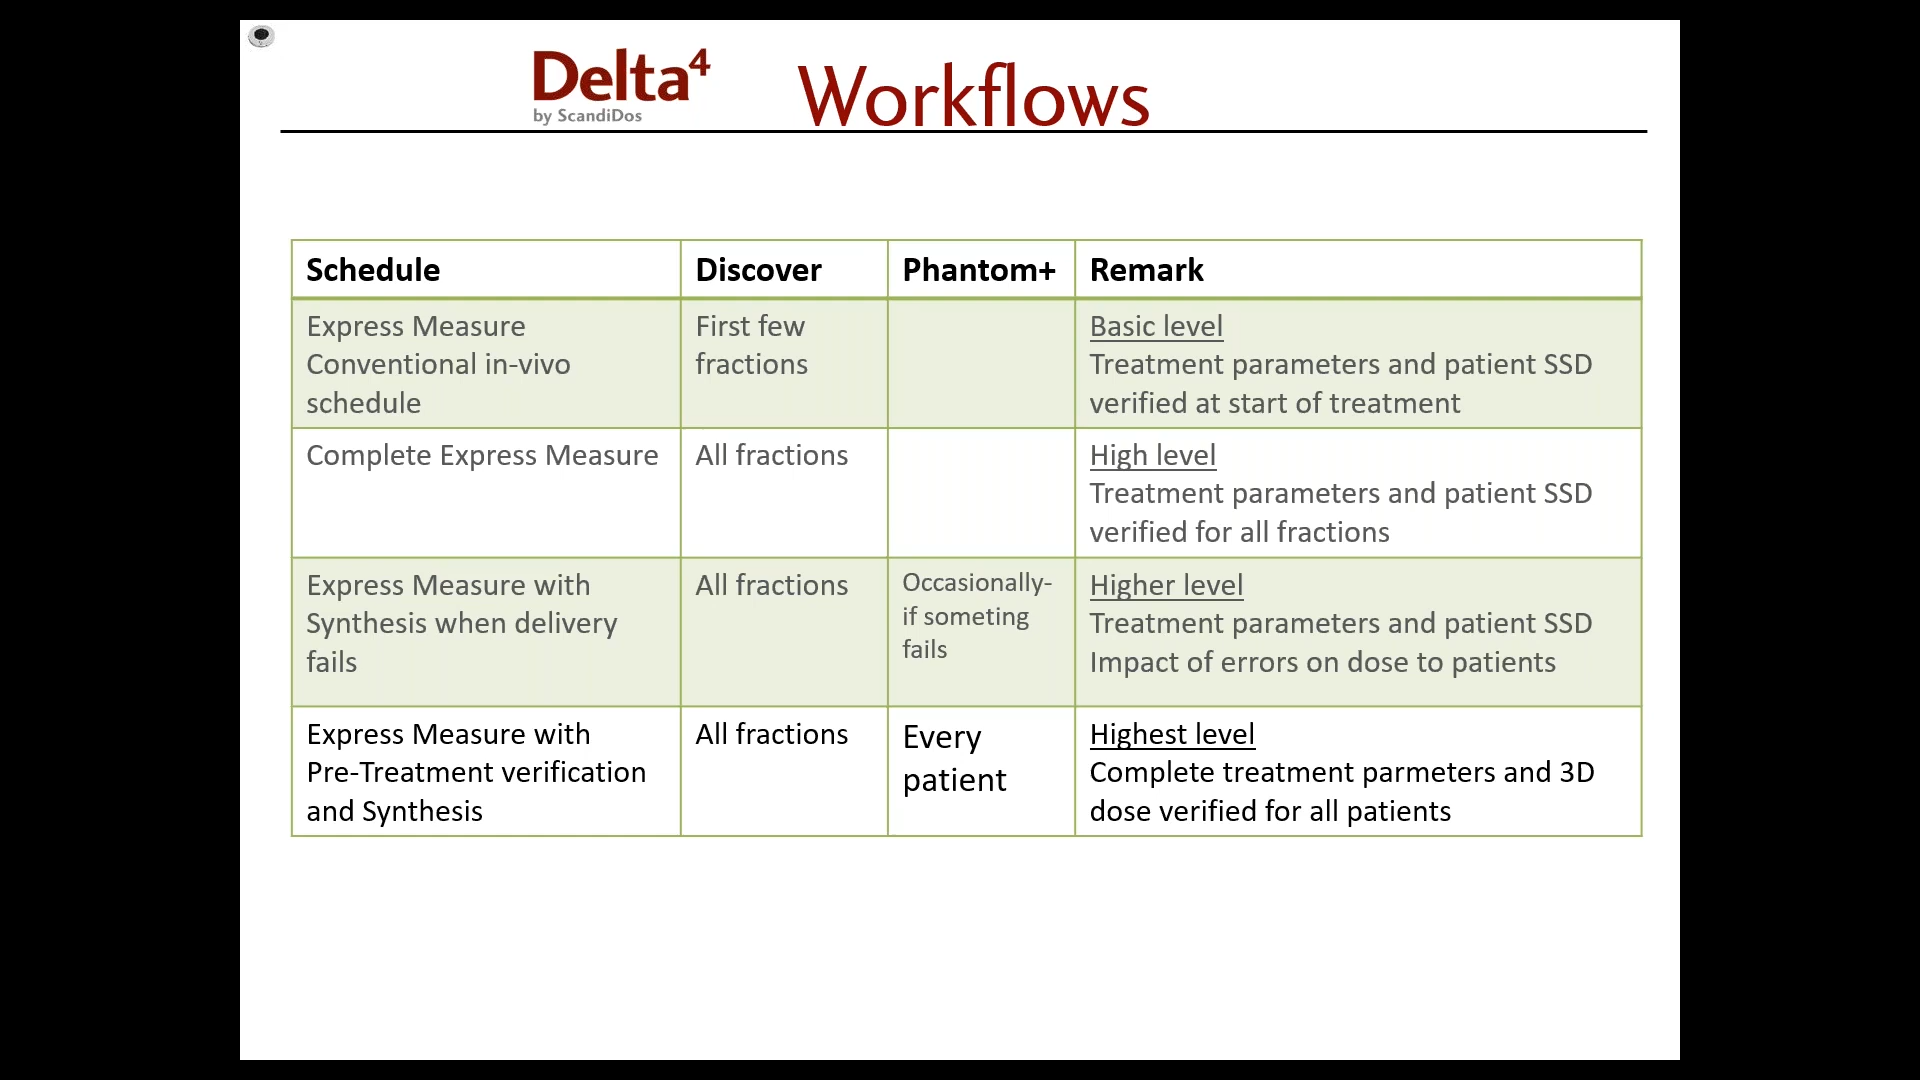 Delta4 Workflows
by ScandiDos
Schedule Discover Phantom+ Remark
Express Measure
Conventional in-vivo
schedule
First few
fractions
Basic level
Treatment parameters and patient SSD
verified at start of treatment
Complete Express Measure
All fractions
High level
Treatment parameters and patient SSD
verified for all fractions
Express Measure with
Synthesis when delivery
fails
All fractions
Occasionally-
if someting
fails
Higher level
Treatment parameters and patient SSD
Impact of errors on dose to patients
Express Measure with
Pre-Treatment verification
and Synthesis
All fractions
Every
patient
Highest level
Complete treatment parmeters and 3D
dose verified for all patients